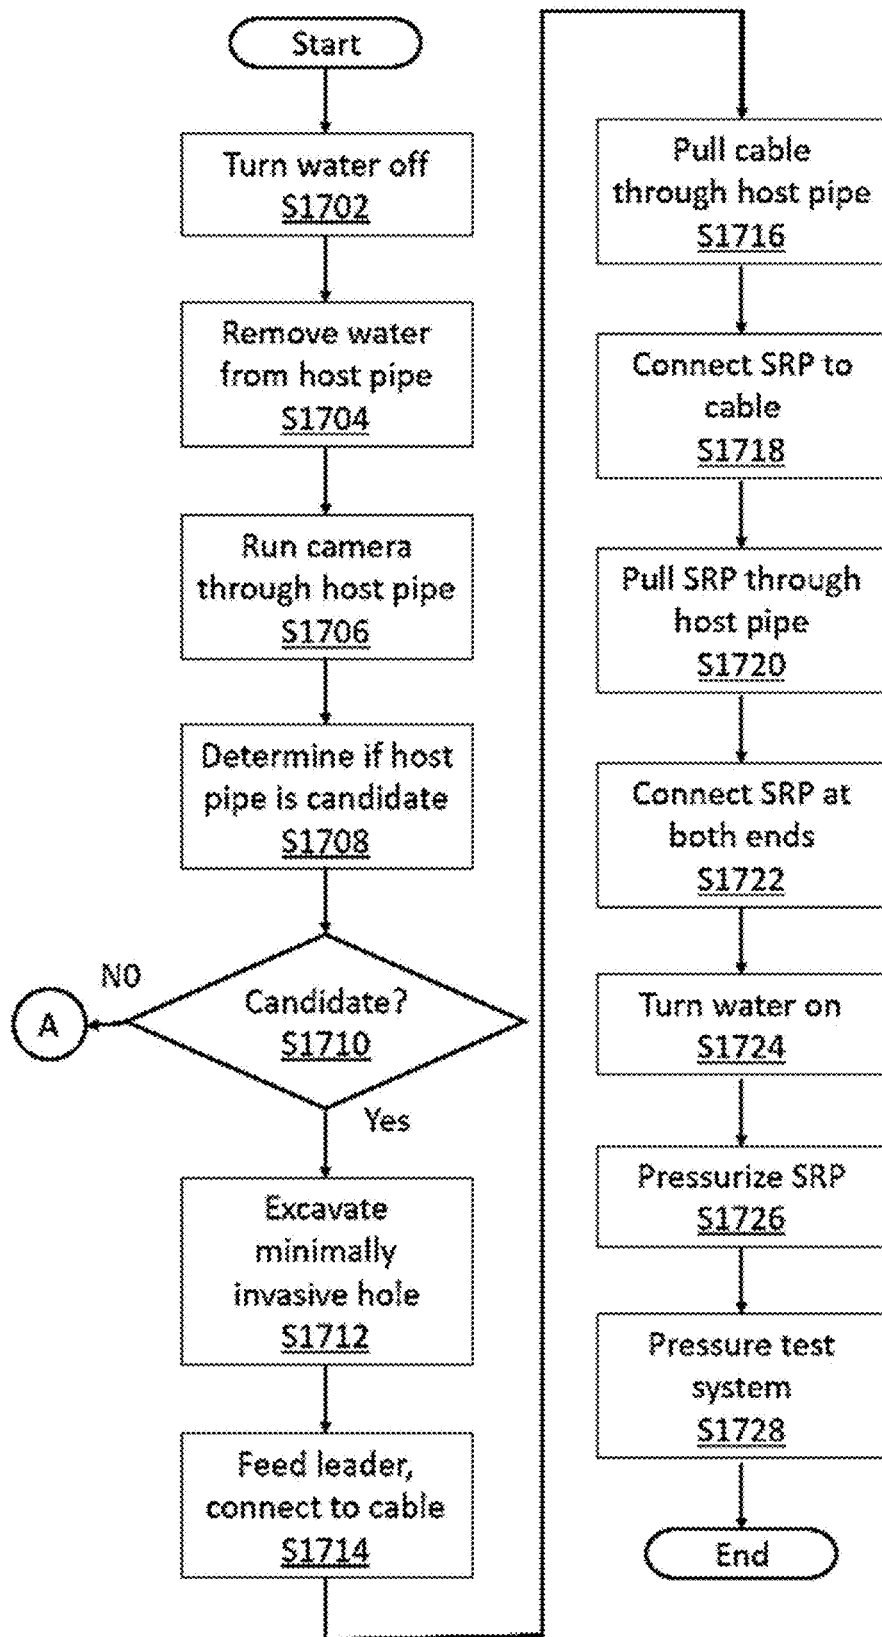 Start
Turn water off
S1702
Remove water
from host pipe
S1704
Run camera
through host pipe
S1706
Determine if host
pipe is candidate
S1708
N0
A
Candidate?
S1710
Yes
Excavate
minimally
invasive hole
S1712
Feed leader,
connect to cable
S1714
Pull cable
through host pipe
S1716
Connect SRP to
cable
S1718
Pull SRP through
host pipe
S1720
Connect SRP at
both ends
S1722
Turn water on
S1724
Pressurize SRP
S1726
Pressure test
system
S1728
End